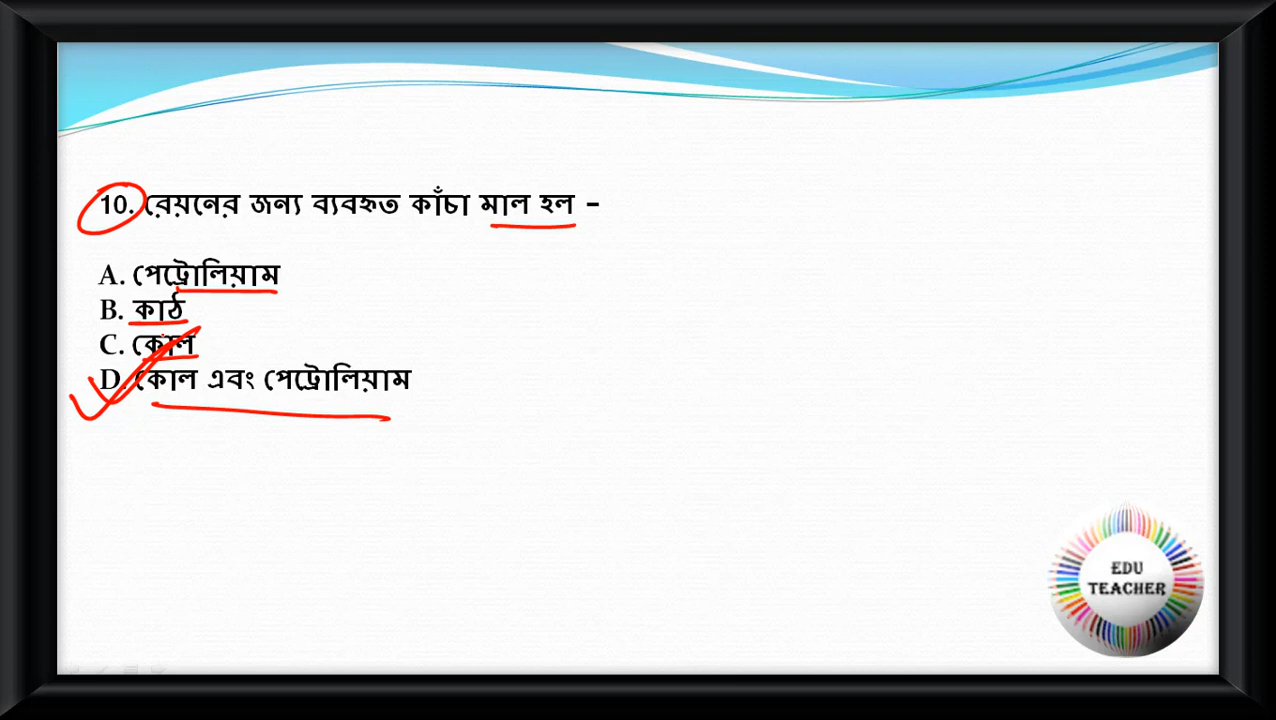 10. রেয়নের জন্য ব্যবহৃত কাঁচা মাল হল –
A. পেট্রোলিয়াম
B. কাঠ
C. কোল
D. কোল এবং পেট্রোলিয়াম
EDU
TEACHER